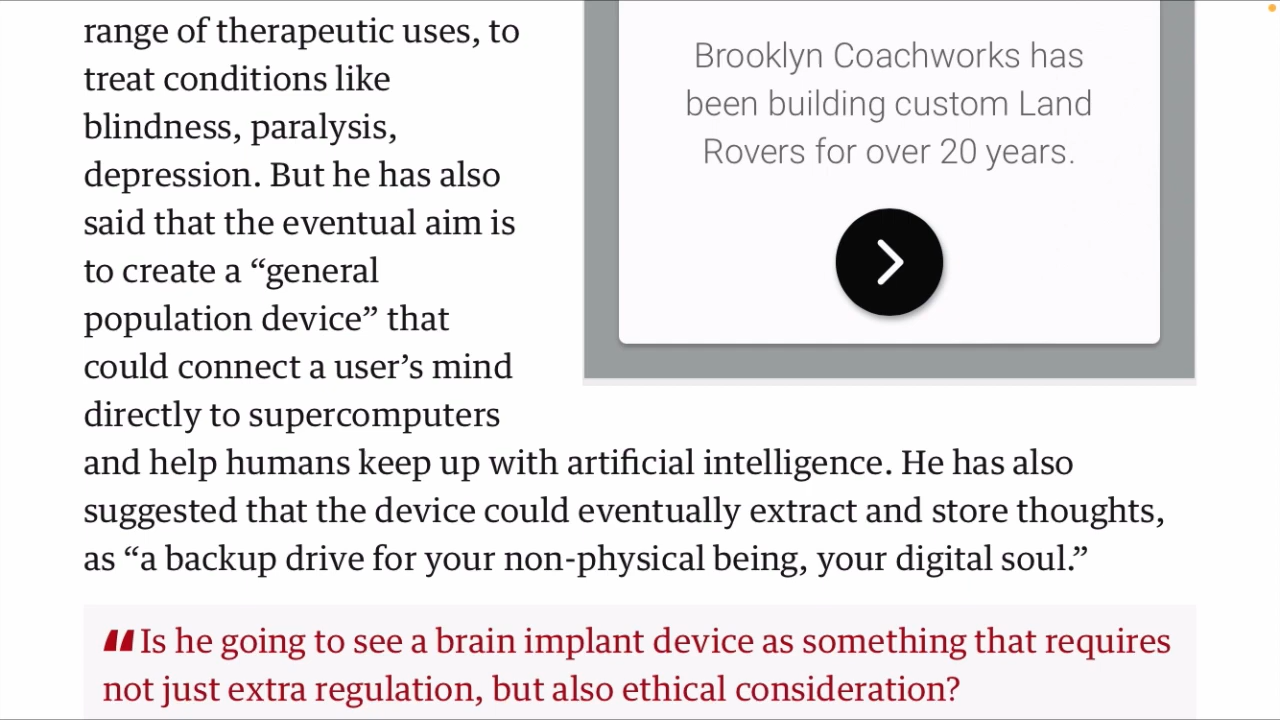 range of therapeutic uses, to
treat conditions like
blindness, paralysis,
depression. But he has also
said that the eventual aim is
to create a “general
population device” that
could connect a user’s mind
directly to supercomputers
and help humans keep up with artificial intelligence. He has also
suggested that the device could eventually extract and store thoughts,
as “a backup drive for your non-physical being, your digital soul.”
Brooklyn Coachworks has
been building custom Land
Rovers for over 20 years.
“Is he going to see a brain implant device as something that requires
not just extra regulation, but also ethical consideration?